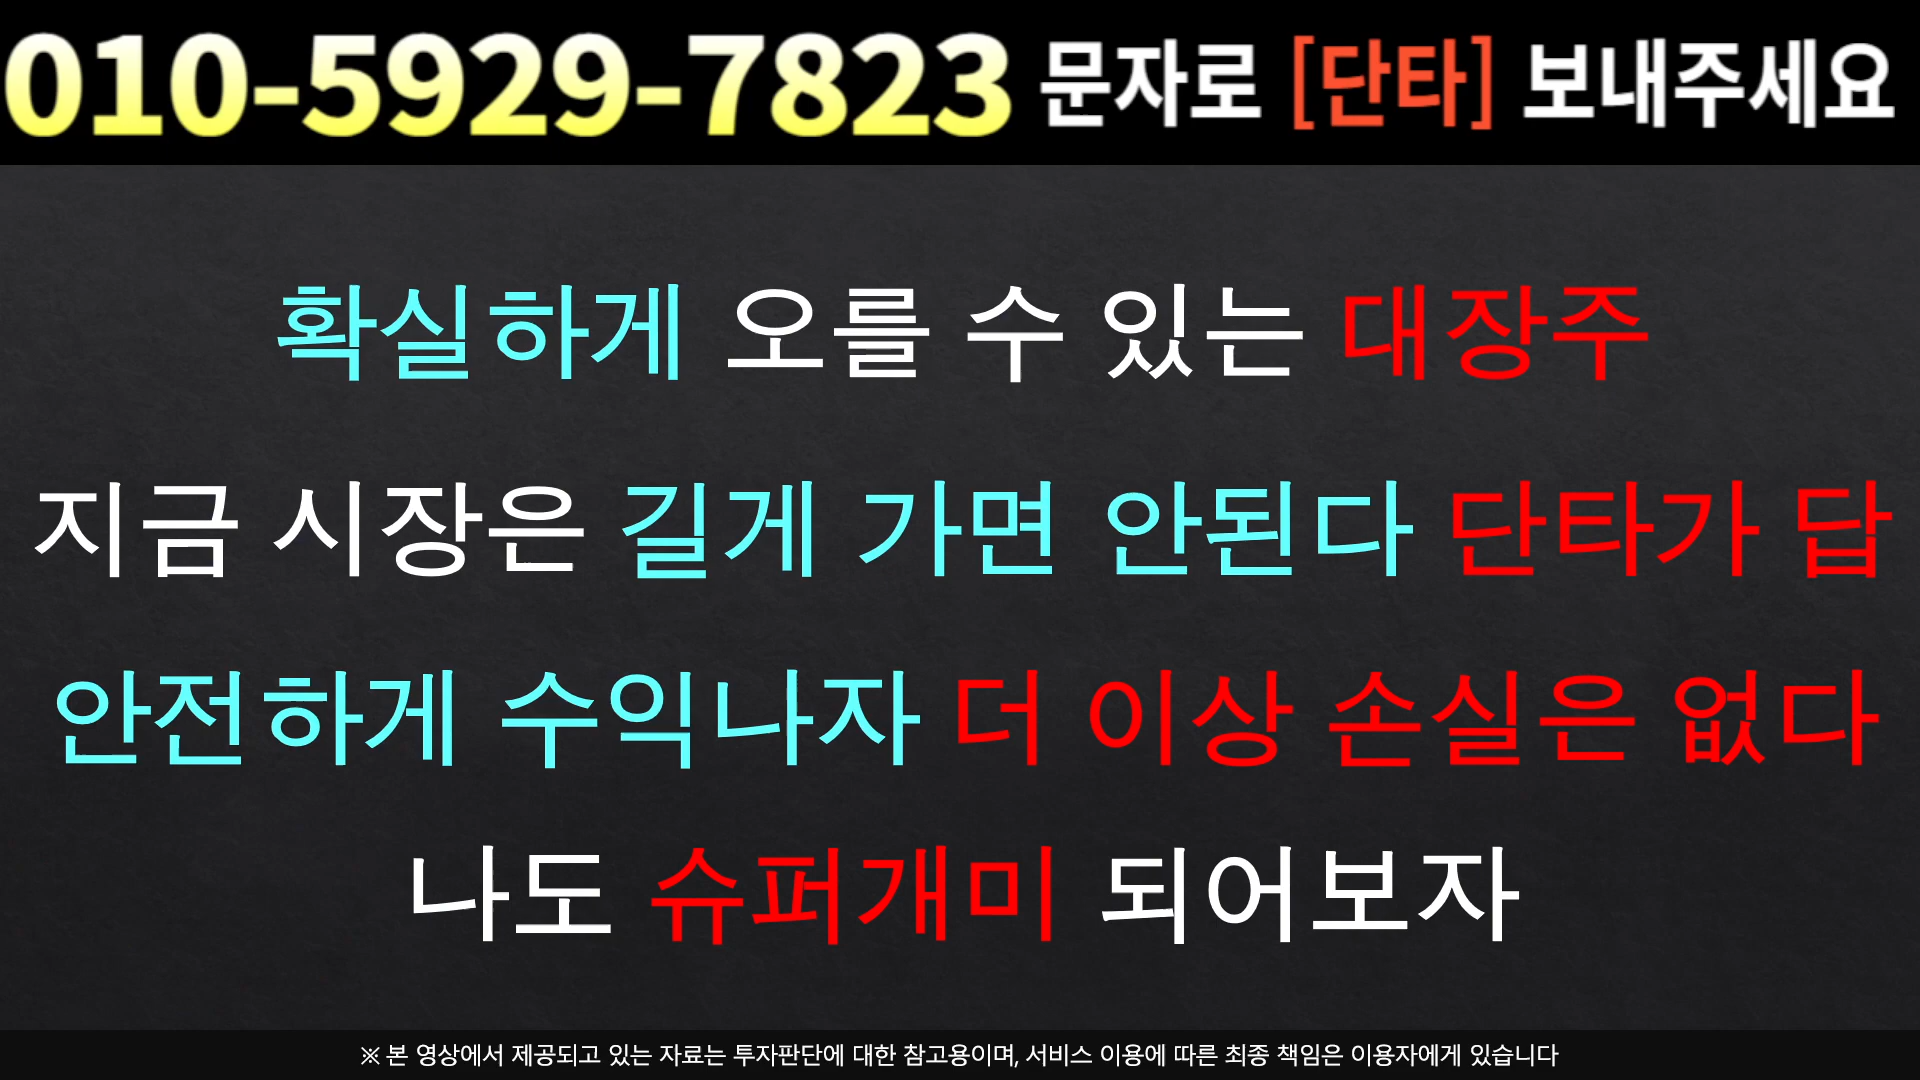 010-5929-7823 문자로 [단타] 보내주세요
확실하게 오를 수 있는 대장주
지금 시장은 길게 가면 안된다 단타가 답
안전하게 수익나자 더 이상 손실은 없다
나도 슈퍼개미 되어보자
※ 본 영상에서 제공되고 있는 자료는 투자판단에 대한 참고용이며, 서비스 이용에 따른 최종 책임은 이용자에게 있습니다